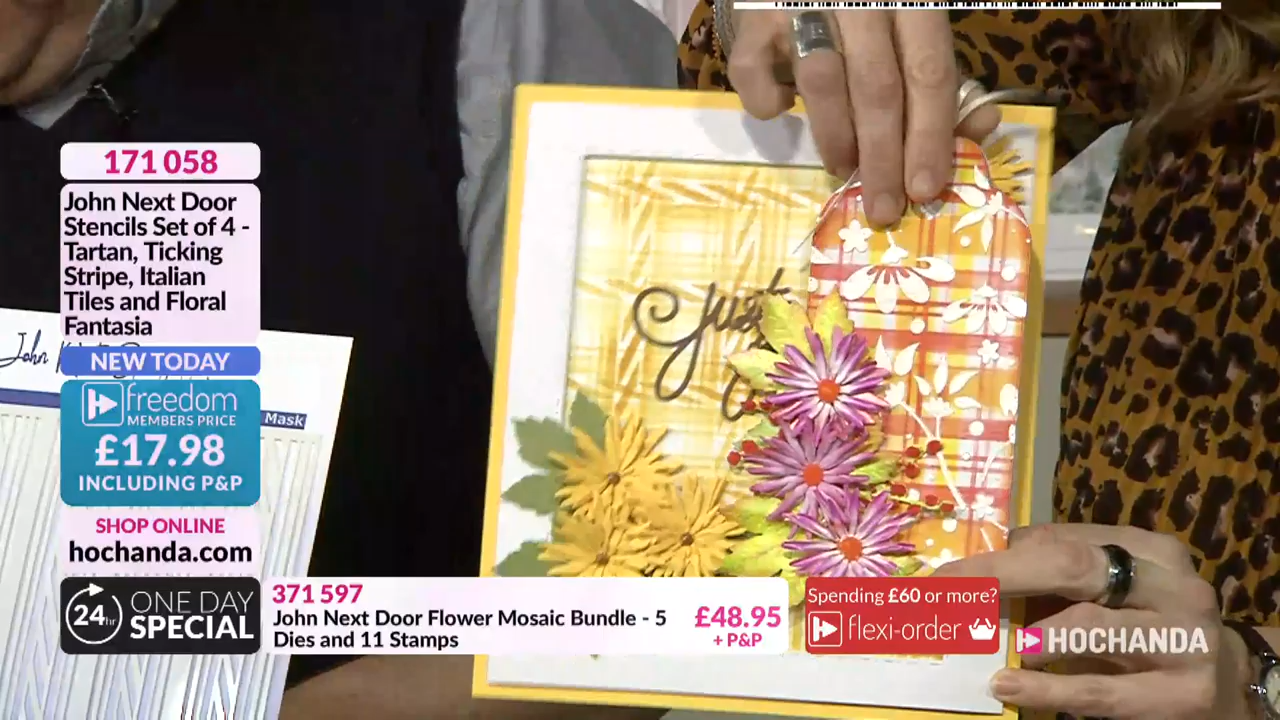 171 058
John Next Door
Stencils Set of 4 -
Tartan, Ticking
Stripe, Italian
Tiles and Floral
Fantasia
NEW TODAY
freedom
MEMBERS PRICE
£17.98
INCLUDING P&P
SHOP ONLINE
hochanda.com
John
Mask
just
24hr
ONE DAY
SPECIAL
371 597
John Next Door Flower Mosaic Bundle - 5
Dies and 11 Stamps
£48.95
+ P&P
Spending £60 or more?
flexi-order
HOCHANDA